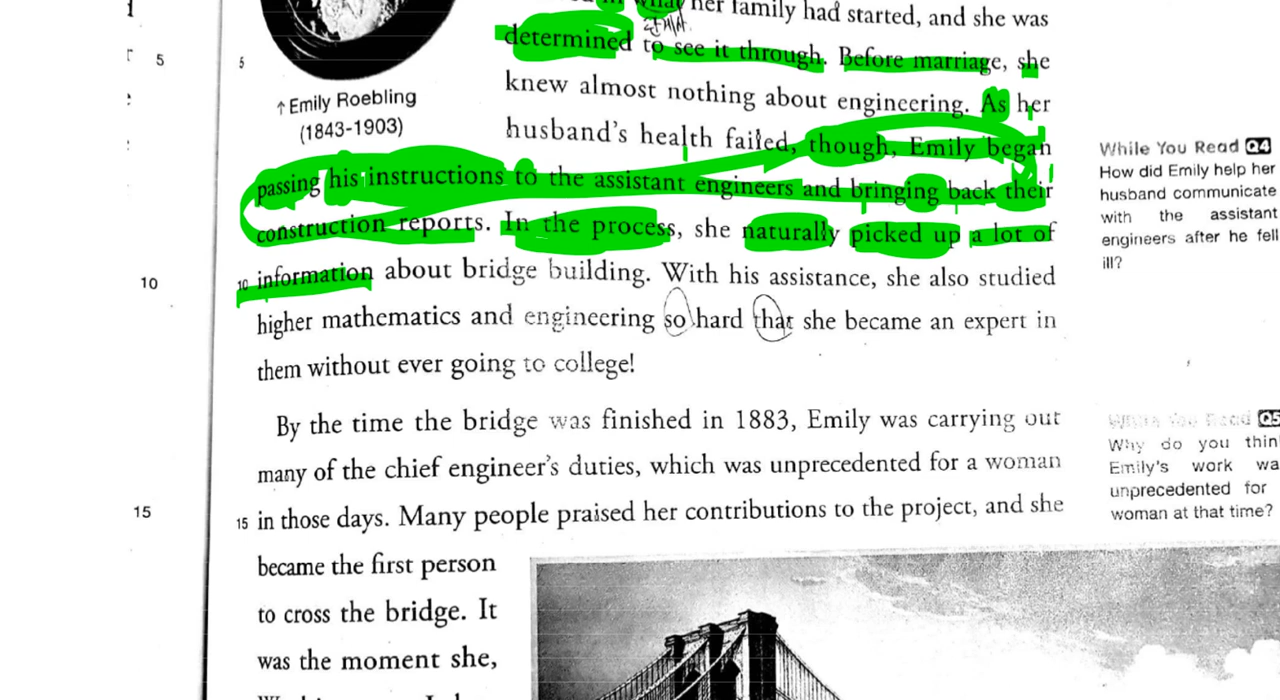 what her family had started, and she was
determined to see it through. Before marriage, she
knew almost nothing about engineering. As her
husband's health failed, though, Emily began
passing his instructions to the assistant engineers and bringing back their
construction reports. In the process, she naturally picked up a lot of
10 information about bridge building. With his assistance, she also studied
higher mathematics and engineering so hard that she became an expert in
them without ever going to college!
By the time the bridge was finished in 1883, Emily was carrying out
many of the chief engineer's duties, which was unprecedented for a woman
15 in those days. Many people praised her contributions to the project, and she
became the first person
to cross the bridge. It
was the moment she,
↑Emily Roebling
(1843-1903)
5
5
10
15
While You Read Q4
How did Emily help her
husband communicate
with the assistant
engineers after he fell
ill?
While You Read Q5
Why do you thin
Emily's work wa
unprecedented for
woman at that time?